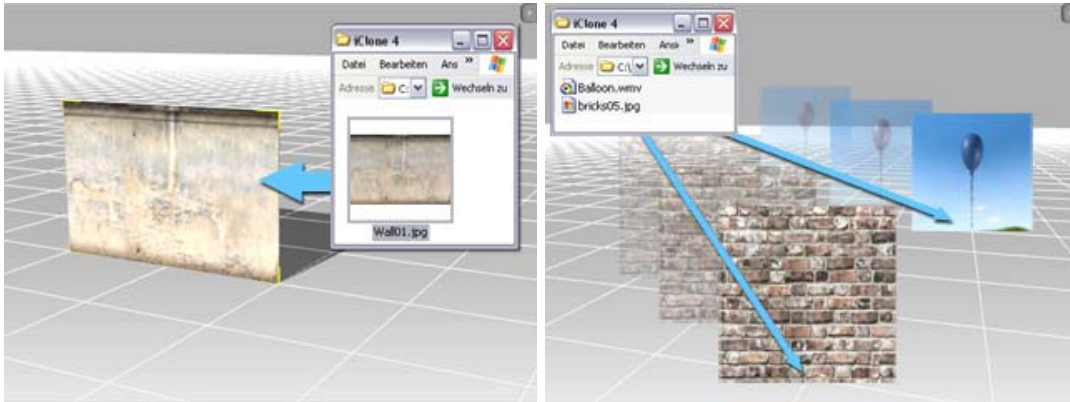 iClone 4
Datei Bearbeiten Ans »
Adresse C: Wechseln zu
Wall01.jpg
iClone 4
Datei Bearbeiten Ansi »
Adresse C:\ Wechseln zu
Balloon.wmv
bricks05.jpg